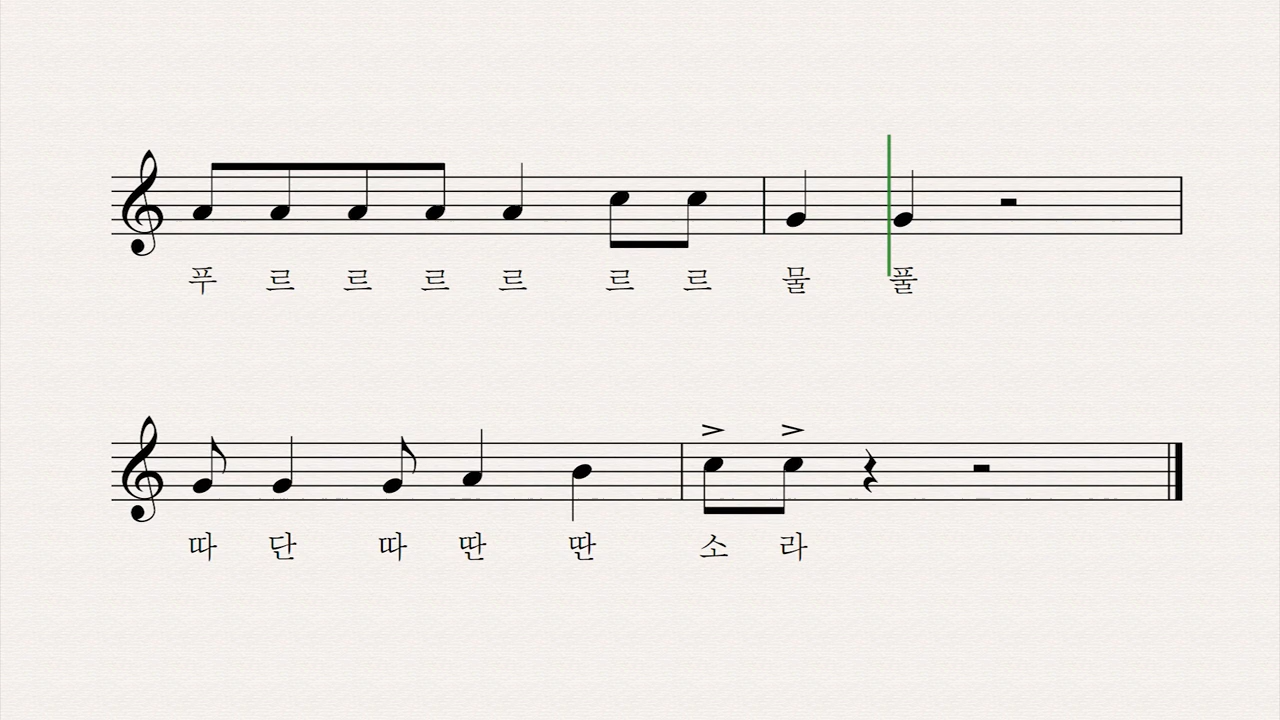 푸 르 르 르 르 르 르 물 풀
따 단 따 딴 딴 소 라